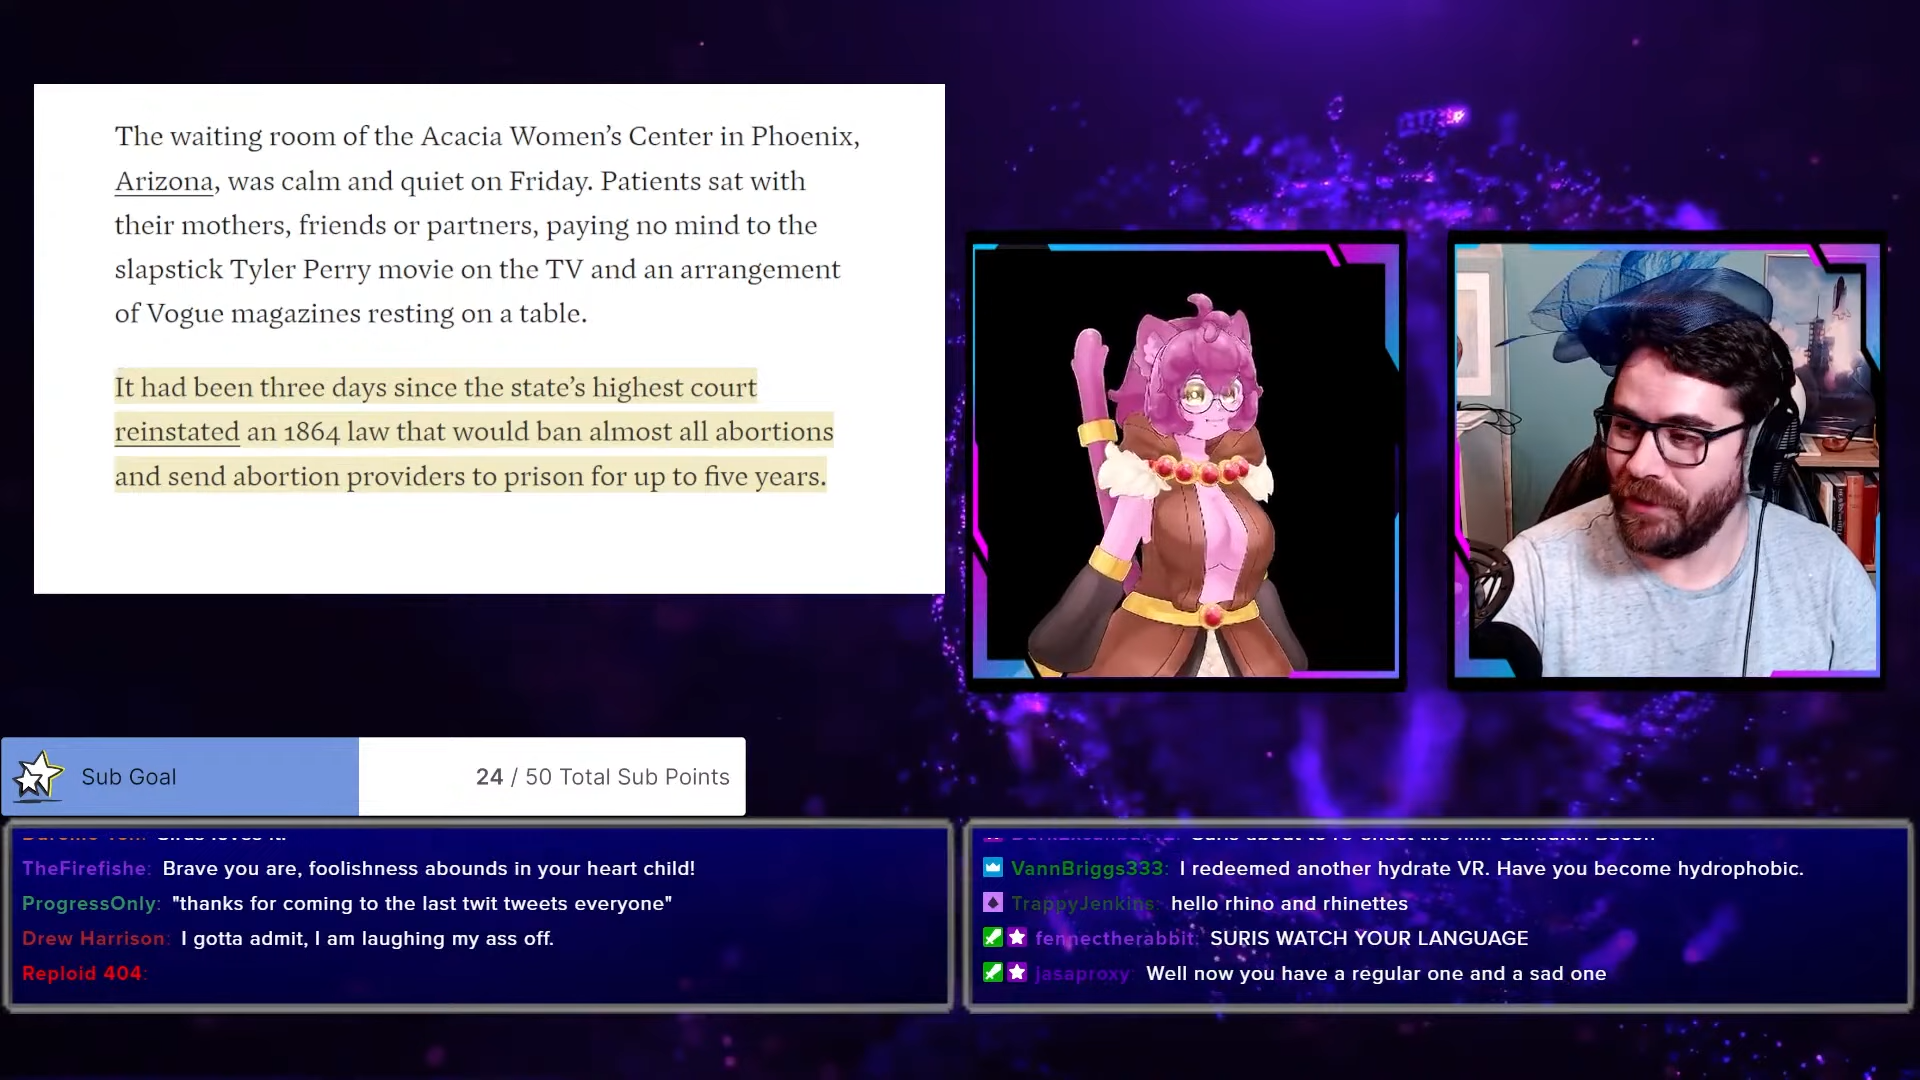 The waiting room of the Acacia Women’s Center in Phoenix,
Arizona, was calm and quiet on Friday. Patients sat with
their mothers, friends or partners, paying no mind to the
slapstick Tyler Perry movie on the TV and an arrangement
of Vogue magazines resting on a table.
It had been three days since the state’s highest court
reinstated an 1864 law that would ban almost all abortions
and send abortion providers to prison for up to five years.
Sub Goal
24 / 50 Total Sub Points
TheFirefishe: Brave you are, foolishness abounds in your heart child!
ProgressOnly: "thanks for coming to the last twit tweets everyone"
Drew Harrison: I gotta admit, I am laughing my ass off.
Reploid 404:
VannBriggs333: I redeemed another hydrate VR. Have you become hydrophobic.
TrappyJenkins: hello rhino and rhinettes
fennectherabbit: SURIS WATCH YOUR LANGUAGE
jasaproxy: Well now you have a regular one and a sad one